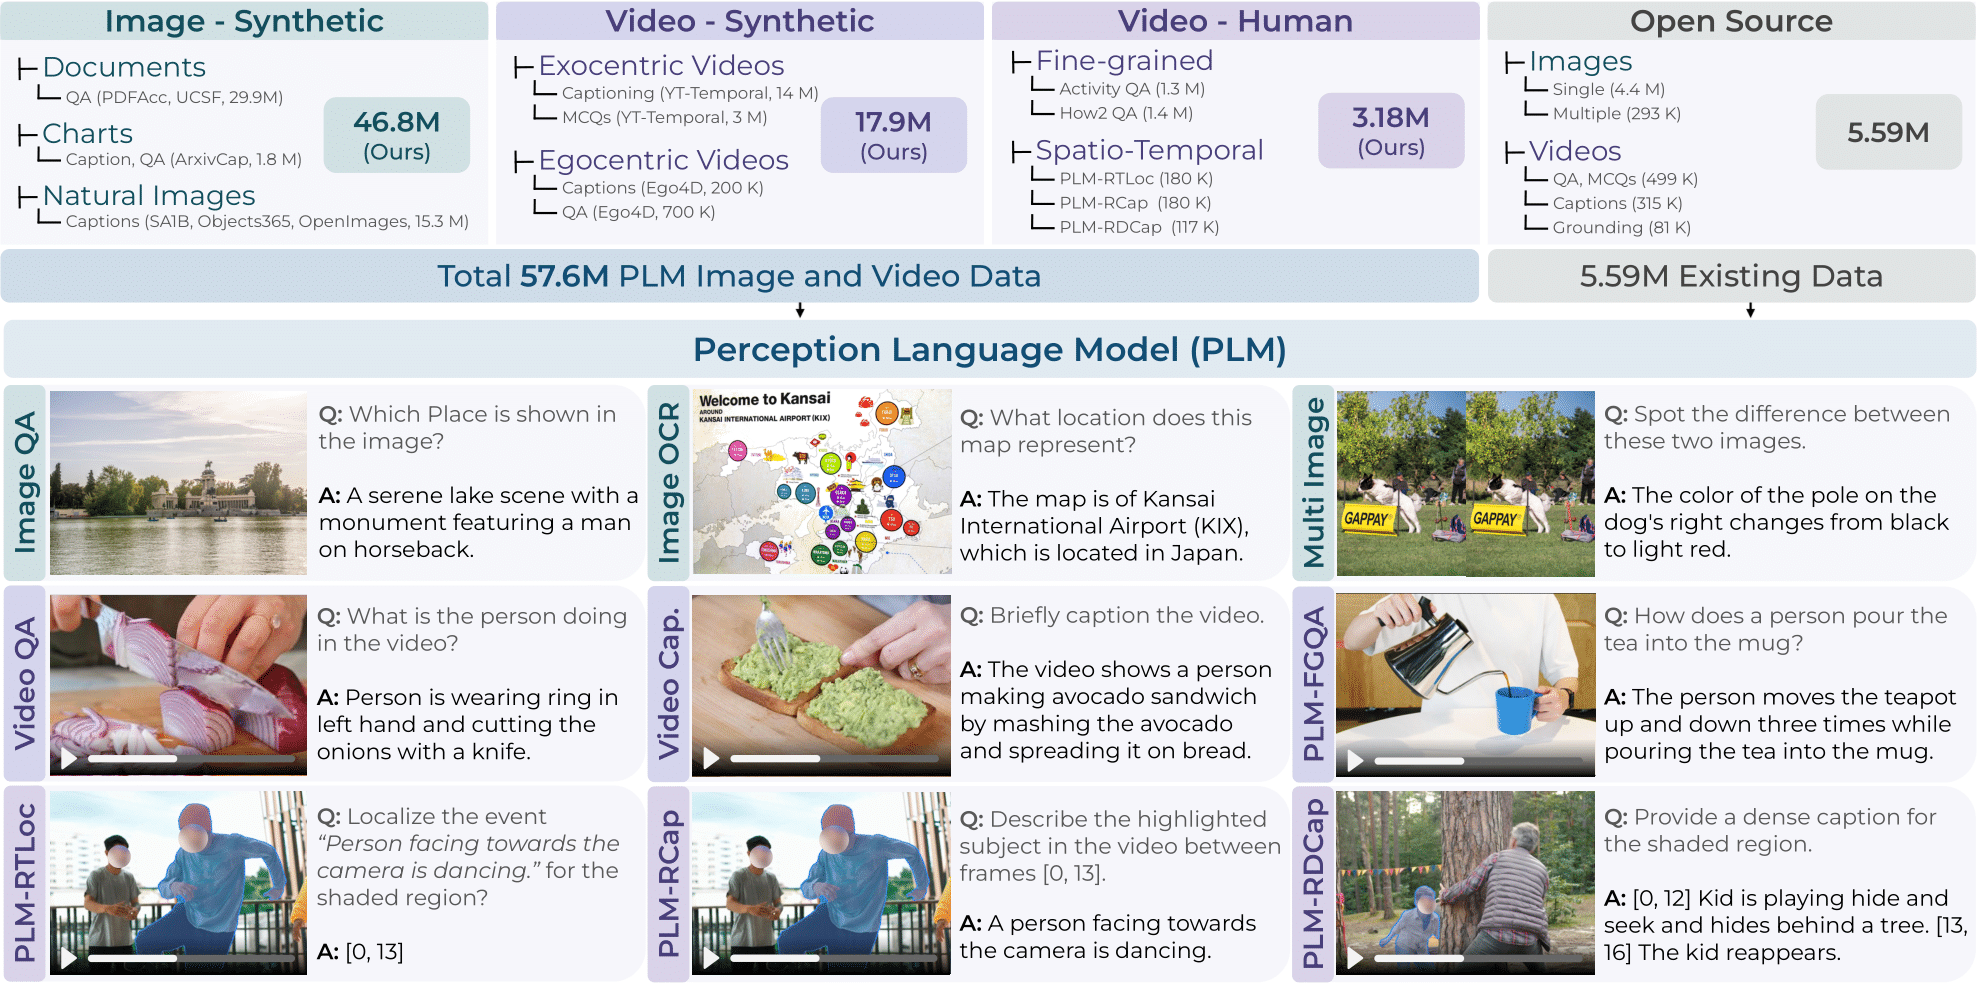 Image - Synthetic
Documents
QA (PDFAcc, UCSF, 29.9M)
Charts
Caption, QA (ArxivCap, 1.8 M)
Natural Images
Captions (SA1B, Objects365, OpenImages, 15.3 M)
46.8M
(Ours)
Video - Synthetic
Exocentric Videos
Captioning (YT-Temporal, 14 M)
MCQs (YT-Temporal, 3 M)
Egocentric Videos
Captions (Ego4D, 200 K)
QA (Ego4D, 700 K)
17.9M
(Ours)
Video - Human
Fine-grained
Activity QA (1.3 M)
How2 QA (1.4 M)
Spatio-Temporal
PLM-RTLoc (180 K)
PLM-RCap (180 K)
PLM-RDCap (117 K)
3.18M
(Ours)
Open Source
Images
Single (4.4 M)
Multiple (293 K)
Videos
QA, MCQs (499 K)
Captions (315 K)
Grounding (81 K)
5.59M
Total 57.6M PLM Image and Video Data
5.59M Existing Data
Perception Language Model (PLM)
Image QA
Q: Which Place is shown in
the image?
A: A serene lake scene with a
monument featuring a man
on horseback.
Image OCR
Welcome to Kansai
AROUND
KANSAI INTERNATIONAL AIRPORT (KIX)
Q: What location does this
map represent?
A: The map is of Kansai
International Airport (KIX),
which is located in Japan.
Multi Image
GAPPAY
GAPPAY
Q: Spot the difference between
these two images.
A: The color of the pole on the
dog's right changes from black
to light red.
Video QA
Q: What is the person doing
in the video?
A: Person is wearing ring in
left hand and cutting the
onions with a knife.
Video Cap.
Q: Briefly caption the video.
A: The video shows a person
making avocado sandwich
by mashing the avocado
and spreading it on bread.
PLM-FGQA
Q: How does a person pour the
tea into the mug?
A: The person moves the teapot
up and down three times while
pouring the tea into the mug.
PLM-RTLoc
Q: Localize the event
“Person facing towards the
camera is dancing.” for the
shaded region?
A: [0, 13]
PLM-RCap
Q: Describe the highlighted
subject in the video between
frames [0, 13].
A: A person facing towards
the camera is dancing.
PLM-RDCap
Q: Provide a dense caption for
the shaded region.
A: [0, 12] Kid is playing hide and
seek and hides behind a tree. [13,
16] The kid reappears.